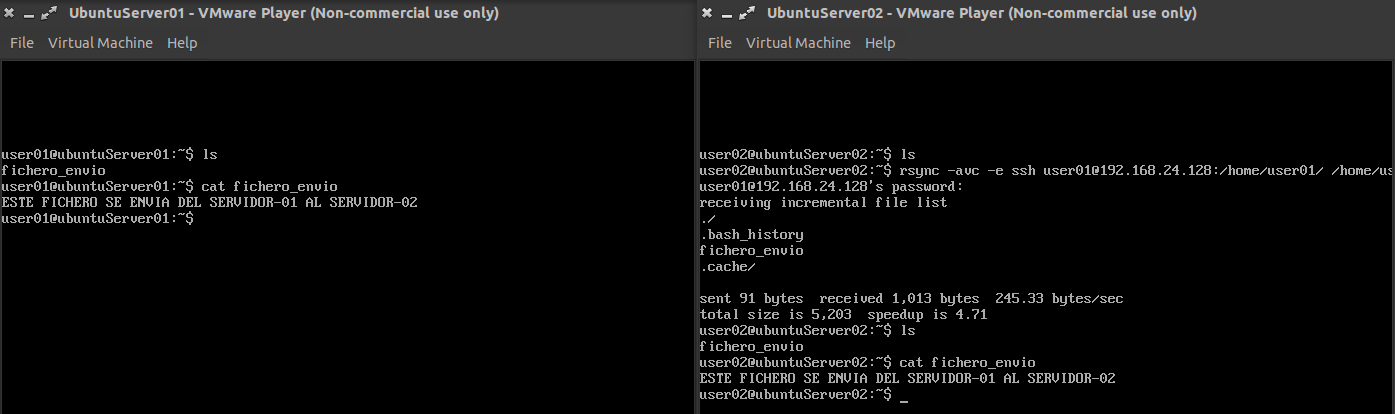 UbuntuServer01 - VMware Player (Non-commercial use only)
File Virtual Machine Help
user01@ubuntuServer01:~$ ls
fichero_envio
user01@ubuntuServer01:~$ cat fichero_envio
ESTE FICHERO SE ENVIA DEL SERVIDOR-01 AL SERVIDOR-02
user01@ubuntuServer01:~$
UbuntuServer02 - VMware Player (Non-commercial use only)
File Virtual Machine Help
user02@ubuntuServer02:~$ ls
user02@ubuntuServer02:~$ rsync -avc -e ssh user01@192.168.24.128:/home/user01/ /home/us
user01@192.168.24.128's password:
receiving incremental file list
./
.bash_history
fichero_envio
.cache/
sent 91 bytes  received 1,013 bytes  245.33 bytes/sec
total size is 5,203  speedup is 4.71
user02@ubuntuServer02:~$ ls
fichero_envio
user02@ubuntuServer02:~$ cat fichero_envio
ESTE FICHERO SE ENVIA DEL SERVIDOR-01 AL SERVIDOR-02
user02@ubuntuServer02:~$ _